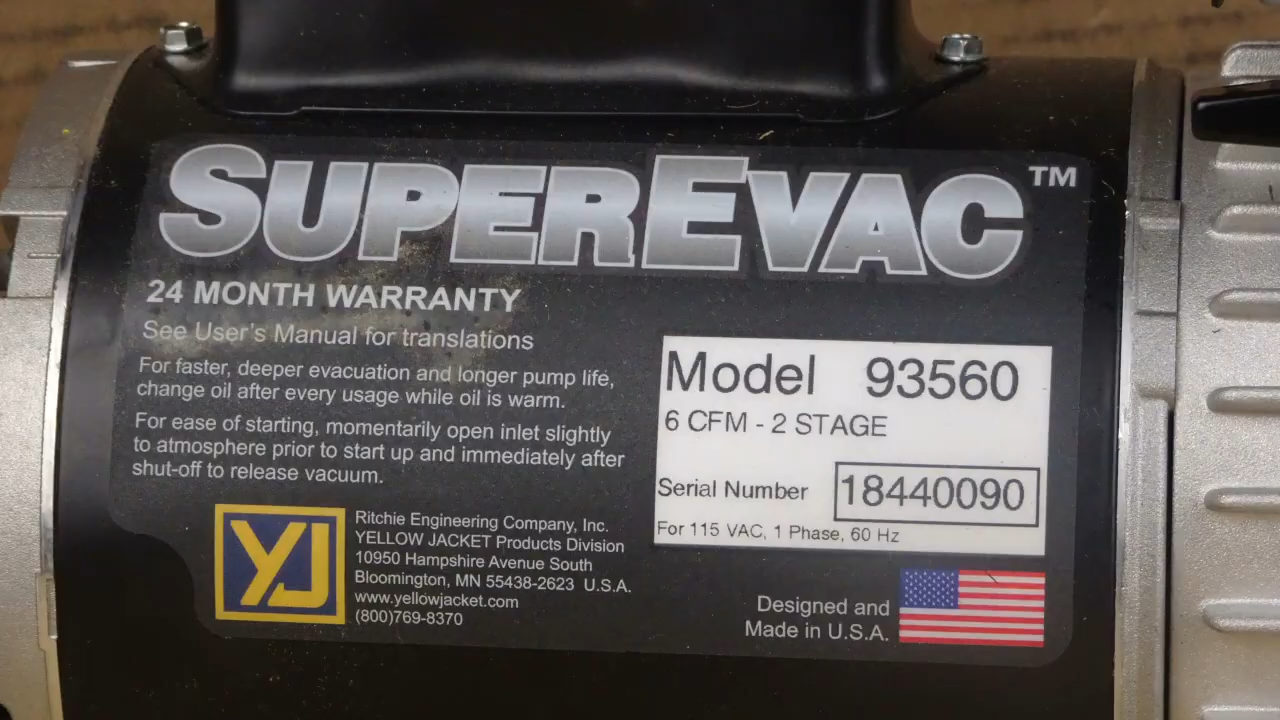 SUPEREVAC™
24 MONTH WARRANTY
See User's Manual for translations
For faster, deeper evacuation and longer pump life,
change oil after every usage while oil is warm.
For ease of starting, momentarily open inlet slightly
to atmosphere prior to start up and immediately after
shut-off to release vacuum.
Model 93560
6 CFM - 2 STAGE
Serial Number 18440090
For 115 VAC, 1 Phase, 60 Hz
YJ
Ritchie Engineering Company, Inc.
YELLOW JACKET Products Division
10950 Hampshire Avenue South
Bloomington, MN 55438-2623 U.S.A.
www.yellowjacket.com
(800)769-8370
Designed and
Made in U.S.A.